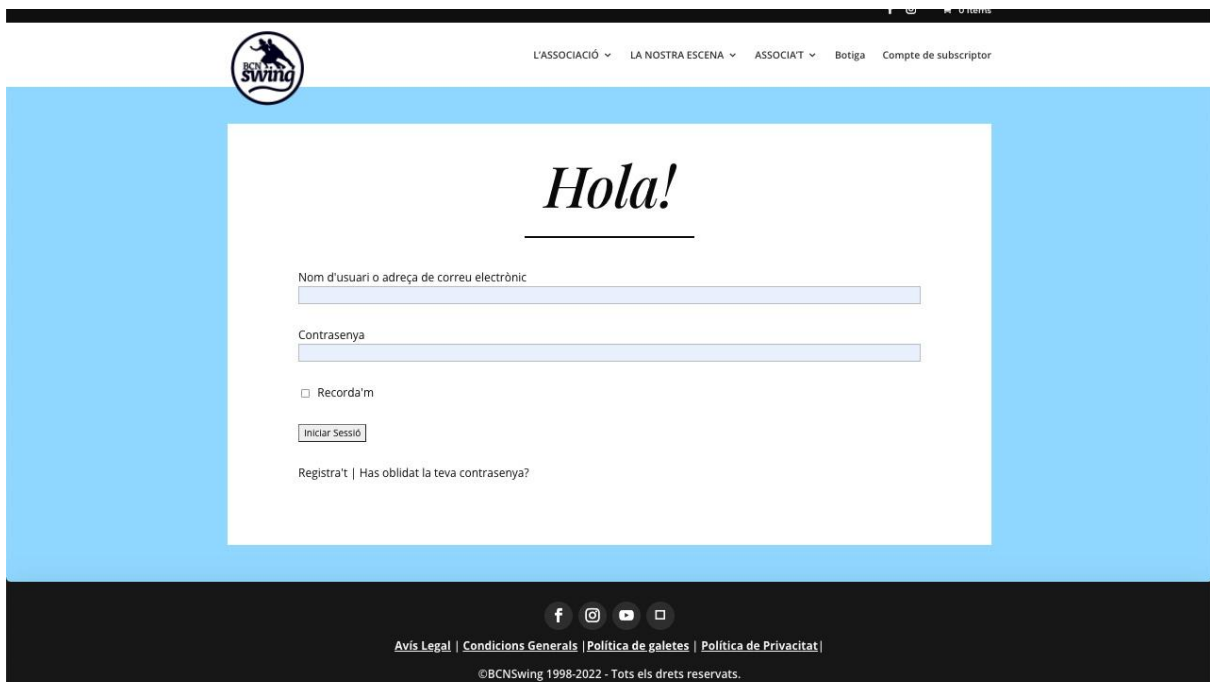 0 Items
BCN
swing
L'ASSOCIACIÓ LA NOSTRA ESCENA ASSOCIA'T Botiga Compte de subscriptor
Hola!
Nom d'usuari o adreça de correu electrònic
Contrasenya
Recorda'm
Iniciar Sessió
Registra't | Has oblidat la teva contrasenya?
Avís Legal | Condicions Generals |Política de galetes | Política de Privacitat|
©BCNSwing 1998-2022 - Tots els drets reservats.